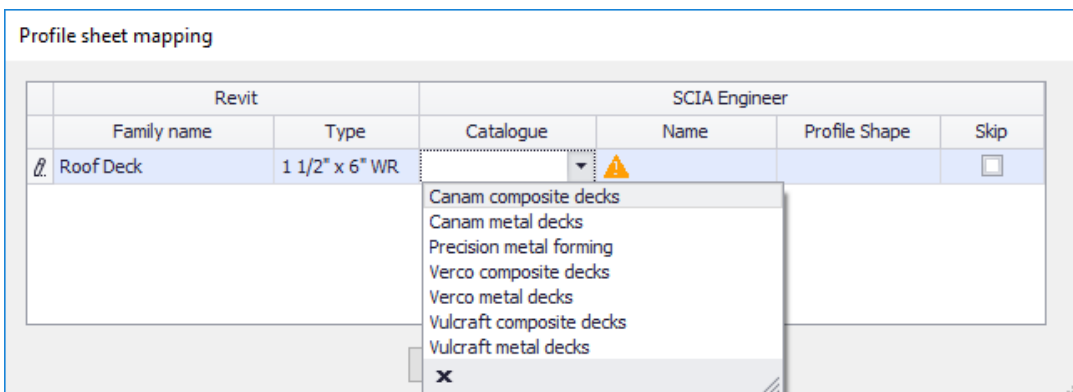 Profile sheet mapping
Revit SCIA Engineer
Family name Type Catalogue Name Profile Shape Skip
Roof Deck 1 1/2" x 6" WR
Canam composite decks
Canam metal decks
Precision metal forming
Verco composite decks
Verco metal decks
Vulcraft composite decks
Vulcraft metal decks